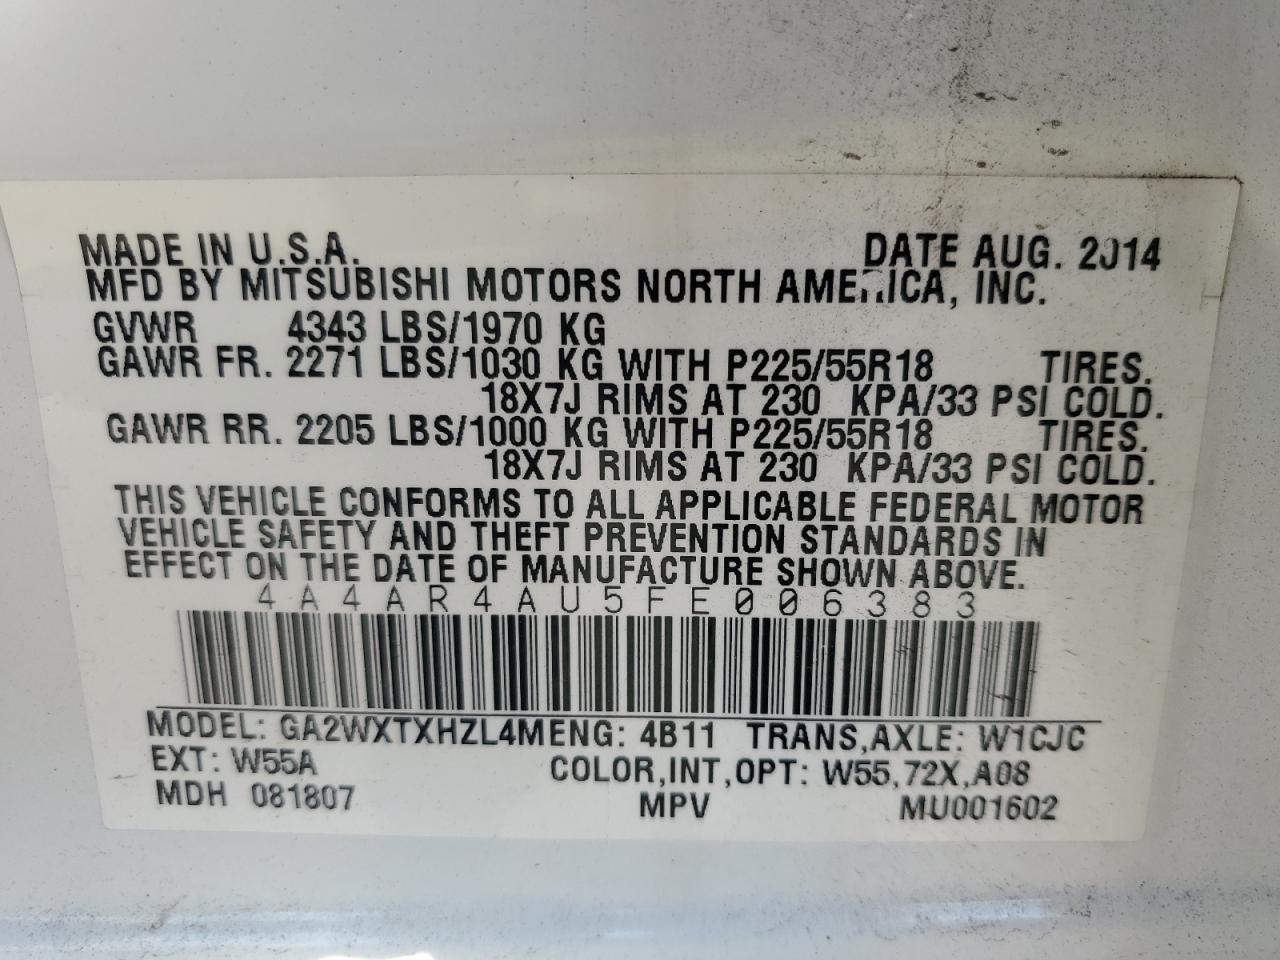 MADE IN U.S.A. DATE AUG. 2014
MFD BY MITSUBISHI MOTORS NORTH AMERICA, INC.
GVWR 4343 LBS/1970 KG
GAWR FR. 2271 LBS/1030 KG WITH P225/55R18 TIRES.
18X7J RIMS AT 230 KPA/33 PSI COLD.
GAWR RR. 2205 LBS/1000 KG WITH P225/55R18 TIRES.
18X7J RIMS AT 230 KPA/33 PSI COLD.
THIS VEHICLE CONFORMS TO ALL APPLICABLE FEDERAL MOTOR
VEHICLE SAFETY AND THEFT PREVENTION STANDARDS IN
EFFECT ON THE DATE OF MANUFACTURE SHOWN ABOVE.
4A4AR4AU5FE006383
MODEL: GA2WXTXHZL4MENG: 4B11 TRANS,AXLE: W1CJC
EXT: W55A COLOR,INT,OPT: W55,72X,A08
MDH 081807 MPV MU001602